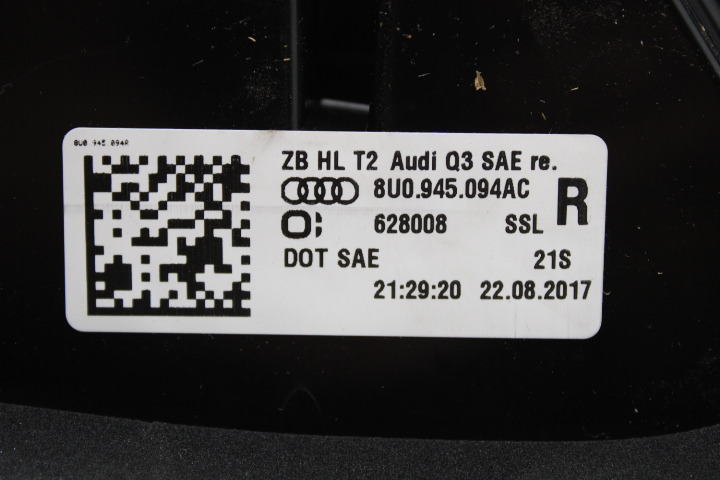 8U0 945 094R
ZB HL T2 Audi Q3 SAE re.
8U0.945.094AC R
628008 SSL
DOT SAE 21S
21:29:20 22.08.2017